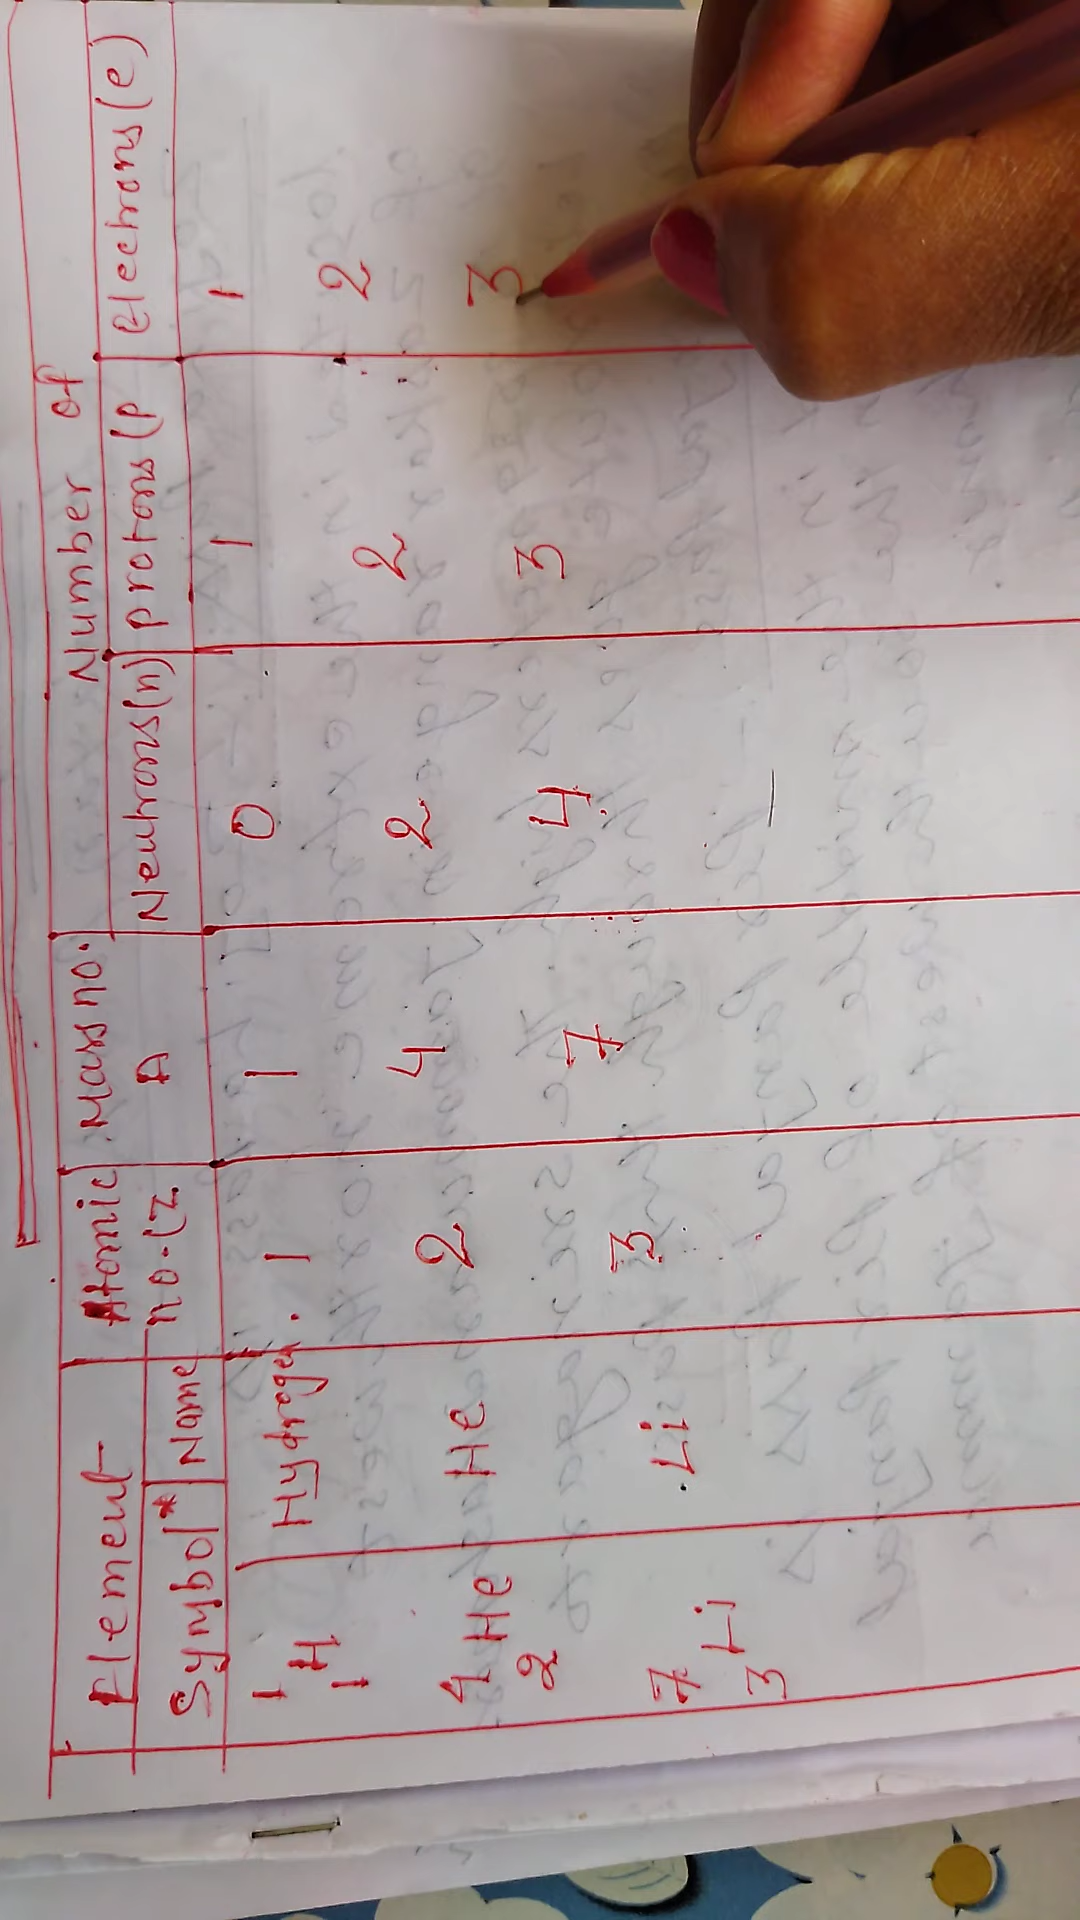 Element Atomic Mass no. Number of
Symbol* Name no.(Z A Neutrons(n) protons(p Electrons(e)
1
1 H Hydrogen. 1 1 0 1 1
4
2 He He 2 4 2 2 2
7
3 Li Li 3 7 4 3 3